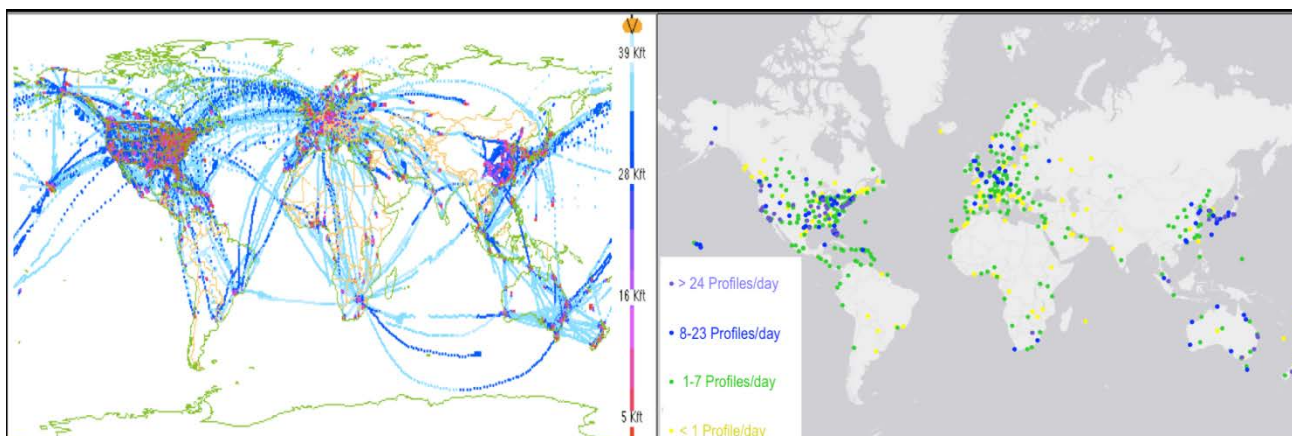 V
39 Kft
28 Kft
16 Kft
5 Kft
> 24 Profiles/day
8-23 Profiles/day
1-7 Profiles/day
< 1 Profile/day